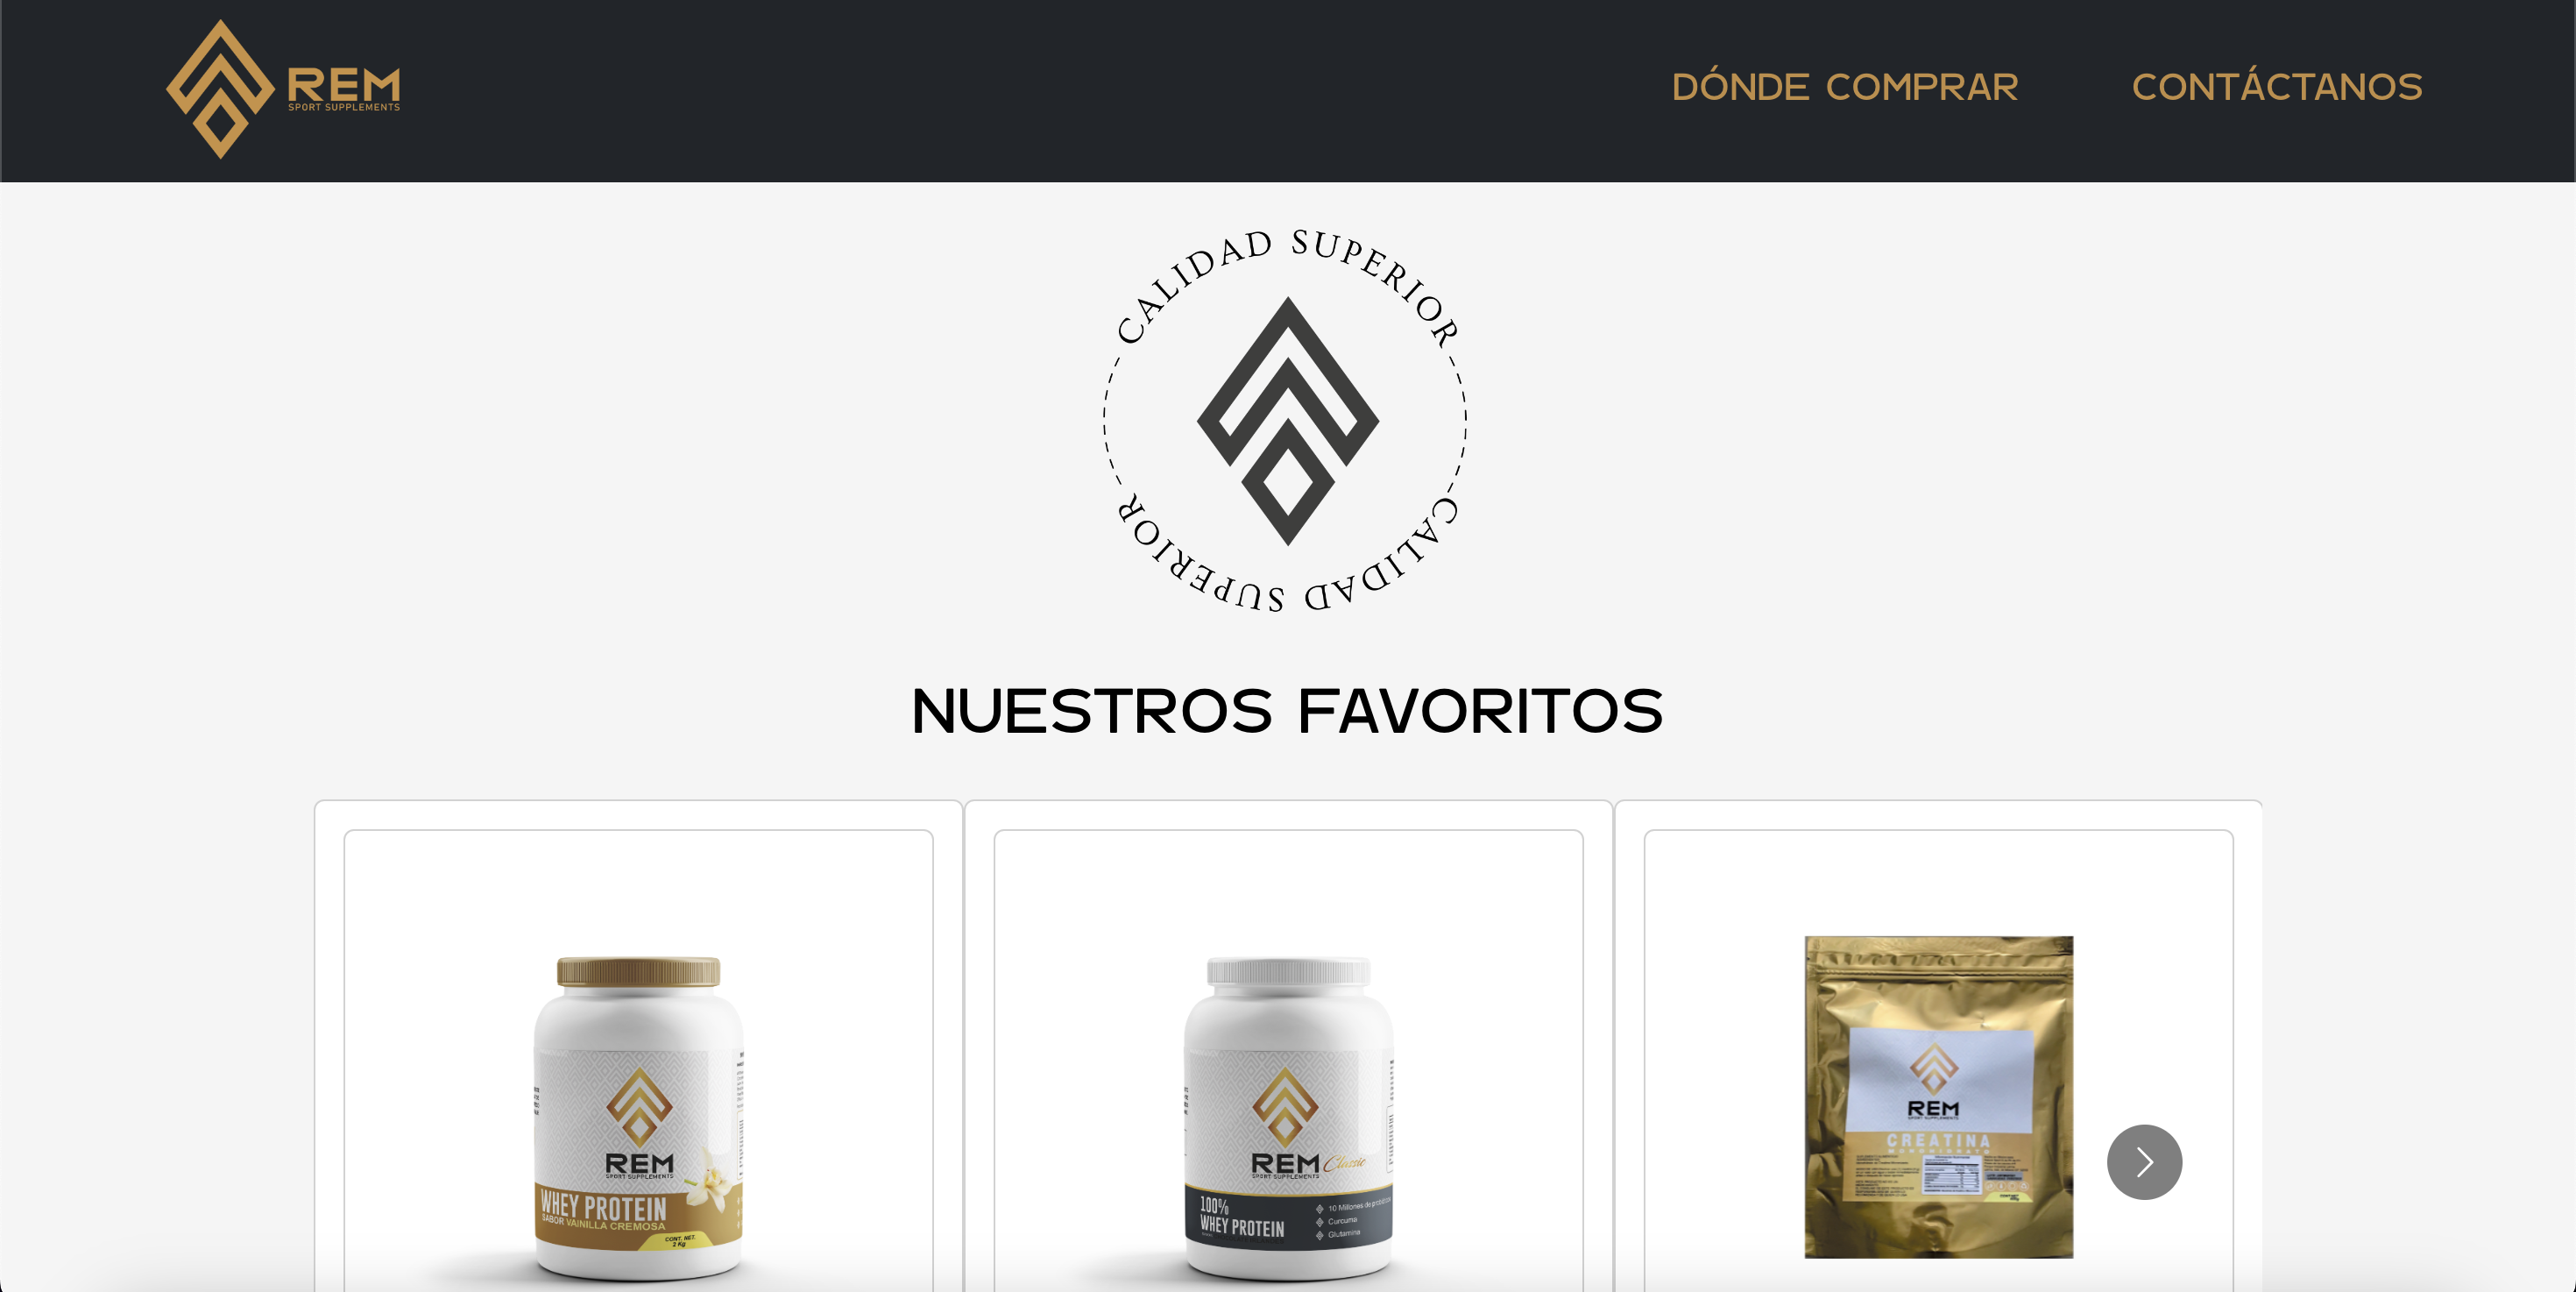 REM
SPORT SUPPLEMENTS
DÓNDE COMPRAR
CONTÁCTANOS
CALIDAD SUPERIOR
CALIDAD SUPERIOR
NUESTROS FAVORITOS
REM
SPORT SUPPLEMENTS
WHEY PROTEIN
SABOR VAINILLA CREMOSA
CONT. NET.
2 Kg
REM Classic
SPORT SUPPLEMENTS
100%
WHEY PROTEIN
10 Millones de
Curcuma
Glutamina
REM
SPORT SUPPLEMENTS
CREATINA
MONOHIDRATO